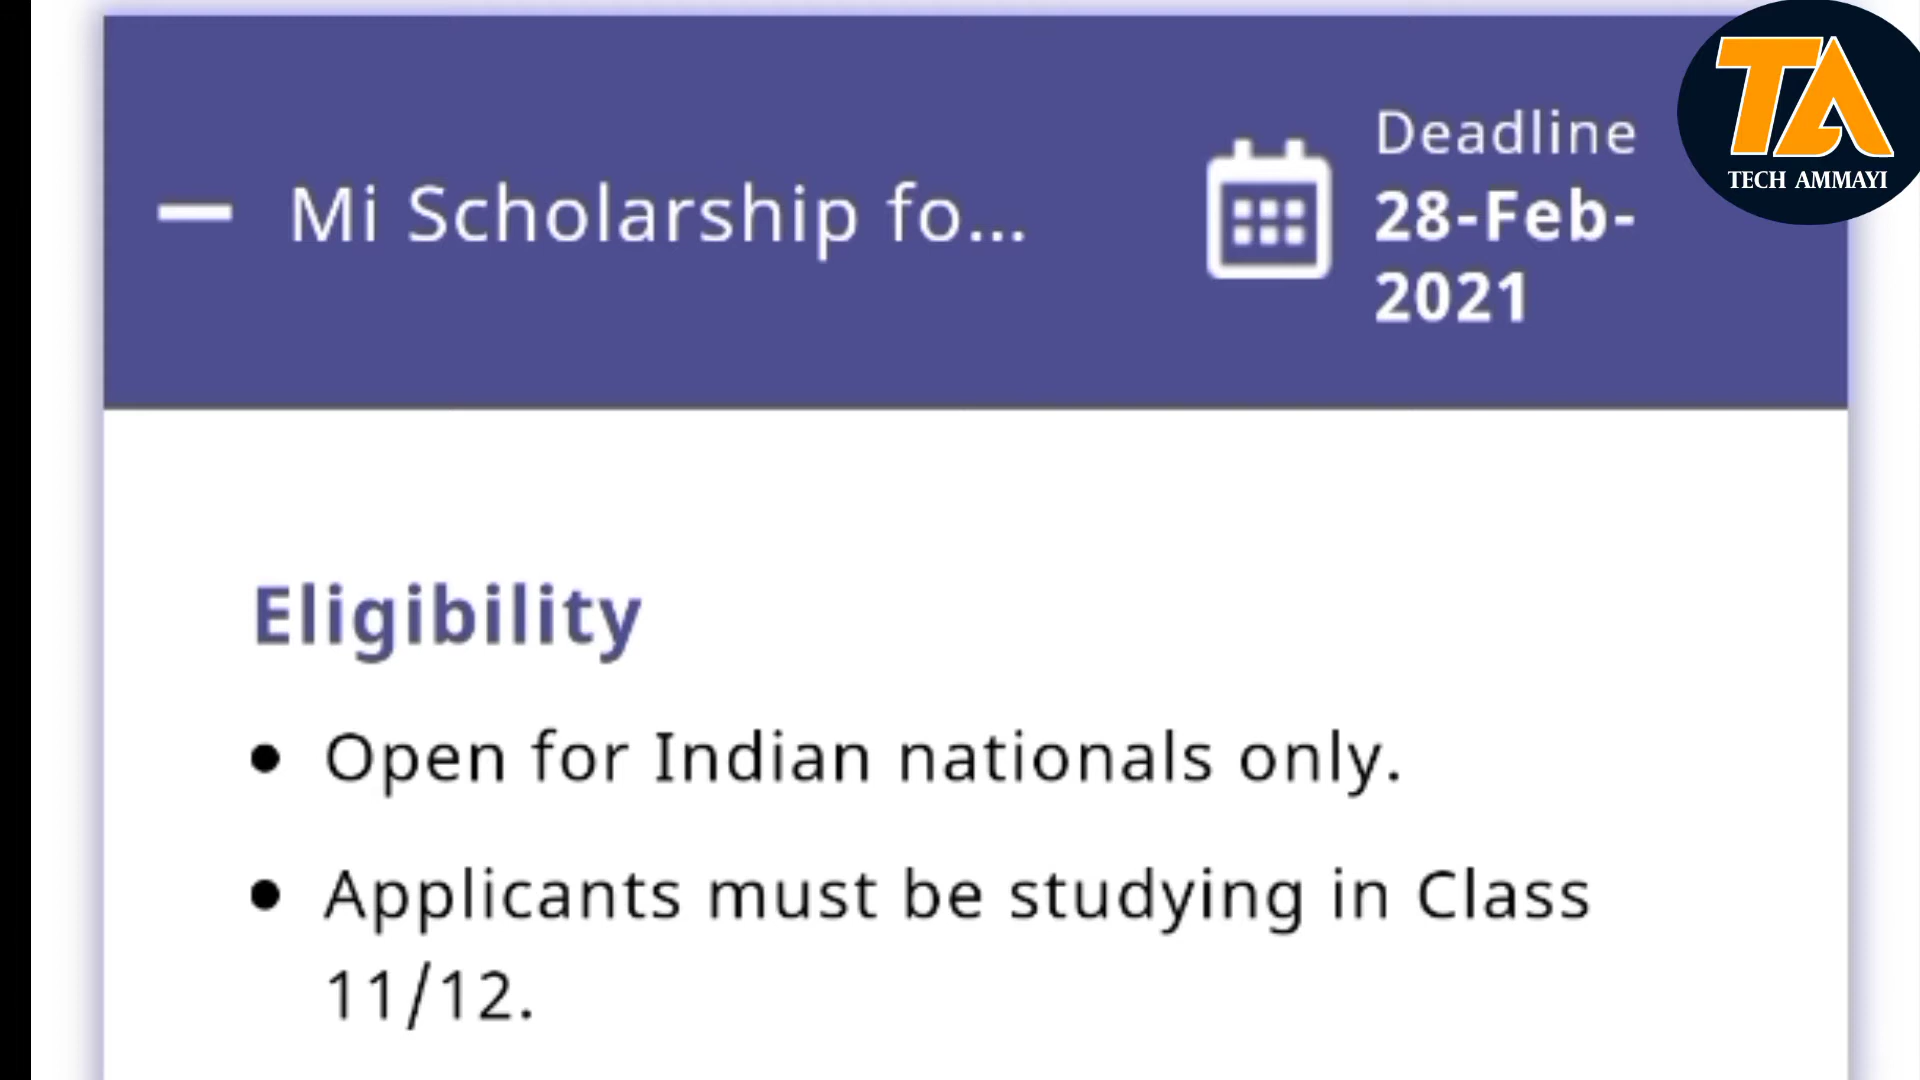 Mi Scholarship fo...
Deadline
28-Feb-
2021
TA
TECH AMMAYI
Eligibility
● Open for Indian nationals only.
● Applicants must be studying in Class
11/12.